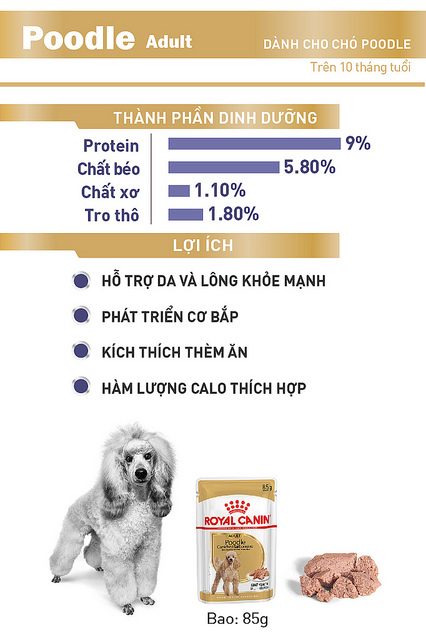 Poodle Adult
DÀNH CHO CHÓ POODLE
Trên 10 tháng tuổi
THÀNH PHẦN DINH DƯỠNG
Protein 9%
Chất béo 5.80%
Chất xơ 1.10%
Tro thô 1.80%
LỢI ÍCH
HỖ TRỢ DA VÀ LÔNG KHỎE MẠNH
PHÁT TRIỂN CƠ BẮP
KÍCH THÍCH THÈM ĂN
HÀM LƯỢNG CALO THÍCH HỢP
85g
ROYAL CANIN
ADULT
Poodle
Bao: 85g